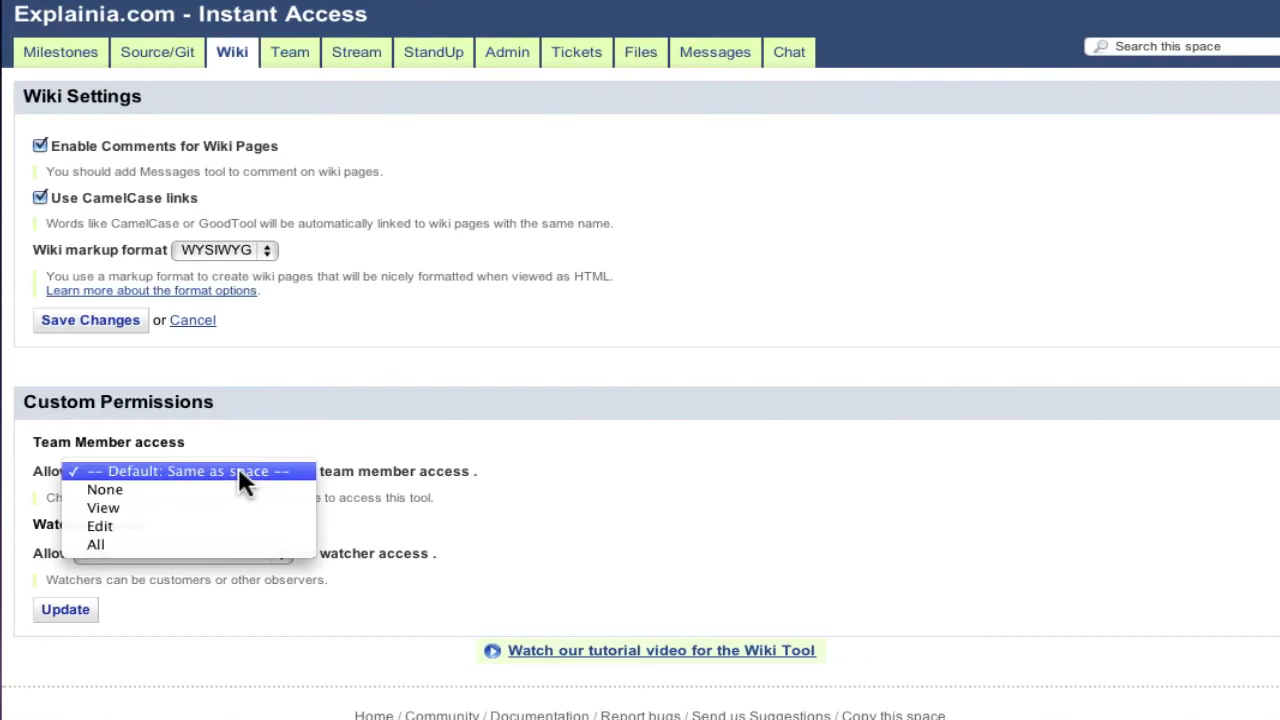 Explainia.com - Instant Access
Milestones Source/Git Wiki Team Stream StandUp Admin Tickets Files Messages Chat Search this space
Wiki Settings
Enable Comments for Wiki Pages
You should add Messages tool to comment on wiki pages.
Use CamelCase links
Words like CamelCase or GoodTool will be automatically linked to wiki pages with the same name.
Wiki markup format WYSIWYG
You use a markup format to create wiki pages that will be nicely formatted when viewed as HTML.
Learn more about the format options.
Save Changes or Cancel
Custom Permissions
Team Member access
-- Default: Same as space -- team member access .
None
to access this tool.
View
Edit
All
watcher access .
Watchers can be customers or other observers.
Update
Watch our tutorial video for the Wiki Tool
Home / Community / Documentation / Report bugs / Send us Suggestions / Copy this space